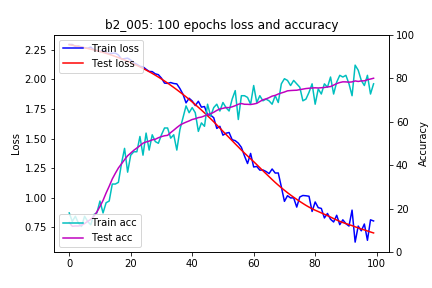 b2_005: 100 epochs loss and accuracy
Train loss
Test loss
Train acc
Test acc
Loss
2.25
2.00
1.75
1.50
1.25
1.00
0.75
Accuracy
100
80
60
40
20
0
0 20 40 60 80 100